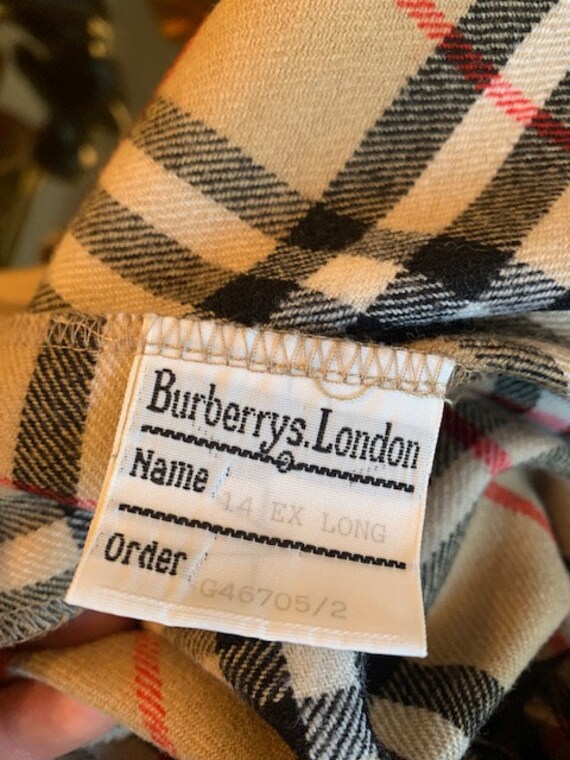 Burberrys. London
Name 14 EX LONG
Order G46705/2